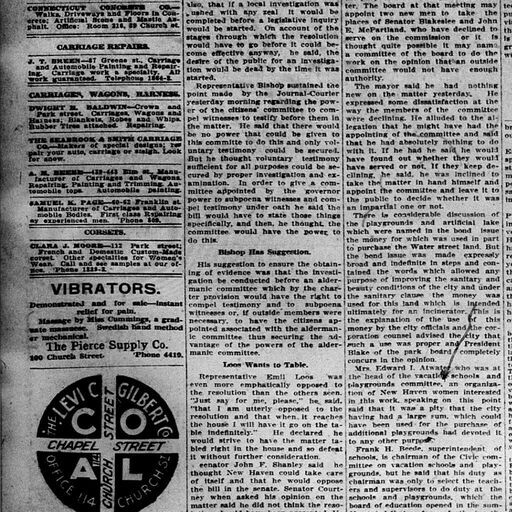 CONNECTICUT CONCRETE CO.—
Walks, Driveways and Floors in Concrete; Artificial Stone and Mastic Asphalt. Office: Room 216, 39 Church st.
CARRIAGE REPAIRS.
J. T. BREEN—87 Greene st., Carriage
and Automobile Painting and Repairing. Carriage work a specialty. All
work guaranteed. Telephone
CARRIAGES, WAGONS, HARNESS.
DWIGHT E. BALDWIN—Crown and
Park street. Carriages, Wagons and
Harness; Blankets, Robes and Whips.
Rubber Tires attached. Repairing.
THE SEABROOK & SMITH CARRIAGE
Co.—Makers of special designs;
your auto, carriage or sleigh. Look
for snow.
Elm st., Manufacturer of Carriages and Wagons.
Repairing, Painting and Trimming. Automobile tops. Automobile painting.
SAMUEL K. PAGE—60-62 Franklin st.
Manufacturer of Carriages and Automobile Bodies. First class Repairing
by experienced men. 'Phone
CORSETS.
CLARA J. MOORE—112 Park street,
French and Domestic Custom-Made
corset. Other specialties for Women's
Wear. Call and see samples at our office. 'Phone
VIBRATORS.
Demonstrated and for sale—instant
relief for pain.
Massage by Miss Cummings, a graduate masseuse. Swedish hand method
or mechanical.
The Pierce Supply Co.
160 Church Street. 'Phone 4419.
THE LEVI C. GILBERT CO.
COAL
CHAPEL STREET
CHURCH STREET
OFFICE 114 CHURCH ST
also, that if a local investigation was
pushed with any zeal it would be
completed before a legislative inquiry
would be started. On account of the
stages through which the resolution
would have to go before it could become effective anyway, he said, the
desire of the public for an investigation would be dead by the time it was
started.
Representative Bishop sustained the
point made by the Journal-Courier
yesterday morning regarding the power of the citizens' committee to compel witnesses to testify before them in
the matter. He said that there would
be no power that could be given to
this committee to do this and only voluntary testimony could be secured.
But he thought voluntary testimony
sufficient for all purposes could be secured by proper investigation and examination. In order to give a committee appointed by the governor
power to subpoena witnesses and compel testimony under oath he said the
bill would have to state those things
specifically, and then, he thought, the
committee would have the power to
do this.
Bishop Has Suggestion.
His suggestion to ensure the obtaining of evidence was that the investigation be conducted before an aldermanic committee which by the charter provision would have the right to
compel testimony and to subpoena
witnesses or, if outside members were
necessary, to have the citizens appointed associated with the aldermanic committee thus securing the advantage of the powers of the aldermanic committee.
Loos Wants to Table.
Representative Emil Loos was
even more emphatically opposed to
the resolution than the others seen.
"Just say for me, please," he said,
"that I am utterly opposed to the
resolution and that when it reaches
the house I will have it go on the table indefinitely." He declared he
would strive to have the matter tabled right in the house and so defeat
it without further consideration.
senator John F. Shanley said he
thought New Haven could take care
of itself and that he would oppose
the bill in the senate. Senator Courtney when asked his opinion on the
matter said he did not think the reso-
ter. The board at that meeting may
appoint two new men to take the
places of Senator Blakeslee and John
E. McPartland, who have declined to
serve on the commission or it is
thought quite possible it may name
a committee of the board to do the
work on the opinion that an outside
committee would not have enough
authority.
The mayor said he had nothing
new on the matter yesterday. He
expressed some dissatisfaction at the
way the members of the committee
were declining. He alluded to the allegation that he might have had the
appointing of the committee and said
that he had absolutely nothing to do
with it. If he had he said he would
have found out whether they would
have served or not. If they keep declining, he said, he was inclined to
take the matter in hand himself and
appoint the committee and leave it to
the public to decide whether it was
an impartial one or not.
There is considerable discussion of
the playgrounds and artificial lake
which were named in the bond issue
the money for which was used in part
to purchase the Water street land. But
the bond issue was made expressly
broad and indefinite in steps and contained the words which allowed any
purpose of improving the sanitary and
beauty conditions of the city and under
the sanitary clause the money was
used for this land which is intended
ultimately for an incinerator. This is
the explanation of the use of this
money by the city officials and the corporation counsel advised the city that
such a use was proper and President
Blake of the park board completely
concurs in the opinion.
Mrs. Edward I. Atwater who was at
the head of the vacation schools and
playgrounds committee, an organization of New Haven women interested
in this work, speaking on this point
said that it was a pity that the city
having had a large sum, which could
have been used for the purchase of
additional playgrounds had devoted it
to any other purpose.
Frank H. Beede, superintendent of
schools, is chairman of the Civic committee on vacation schools and playgrounds, but he said that his duty as
chairman was only to select the teachers and supervisors to do duty at the
schools and playgrounds, which the
board of education opened in the sum-